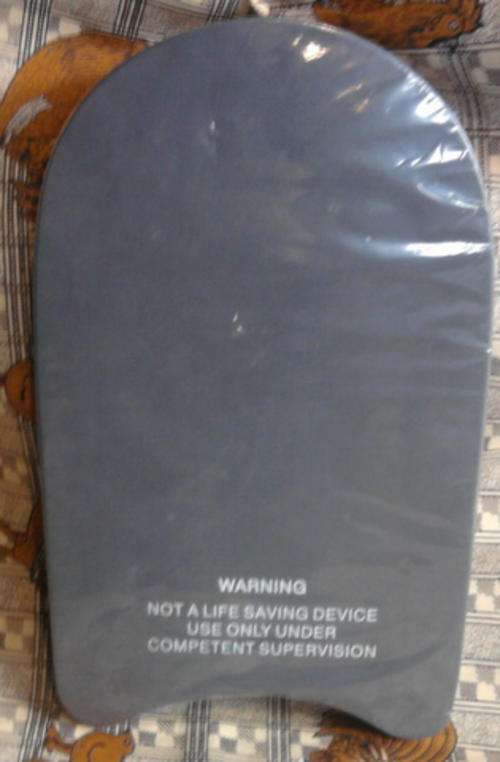 WARNING
NOT A LIFE SAVING DEVICE
USE ONLY UNDER
COMPETENT SUPERVISION